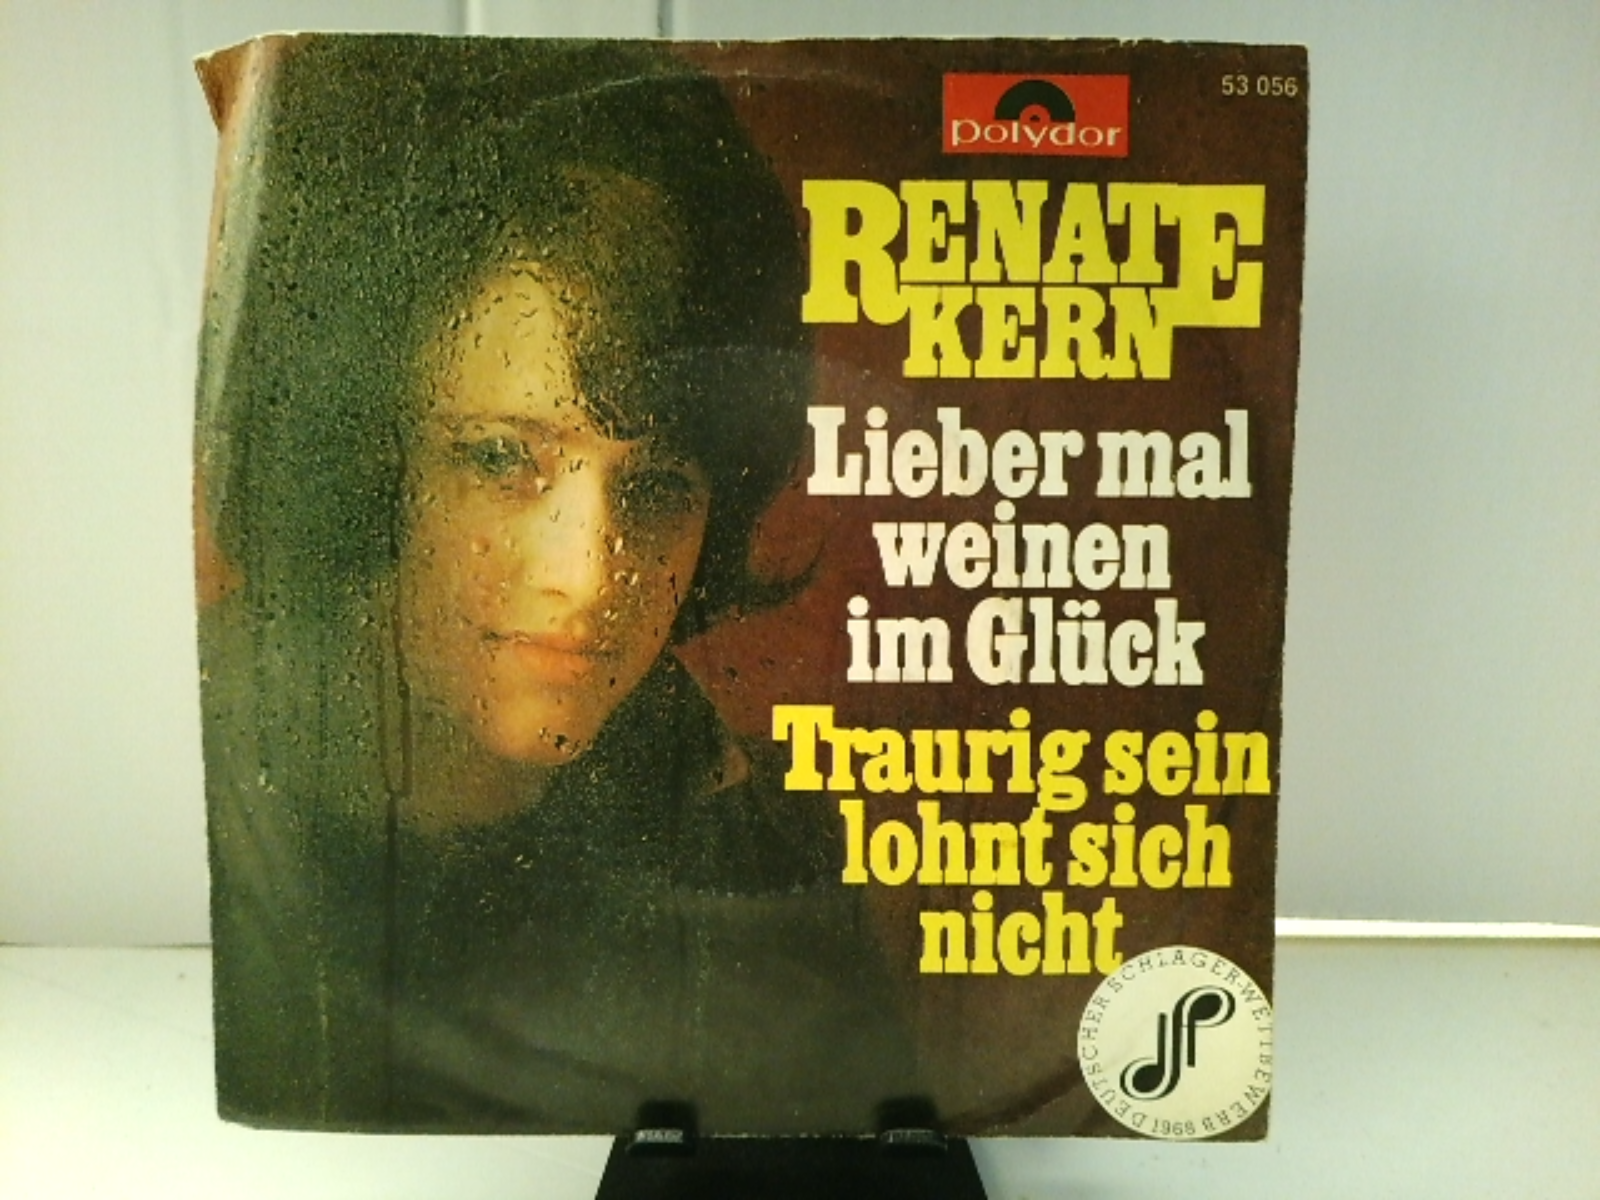 53 056
polydor
RENATE
KERN
Lieber mal
weinen
im Glück
Traurig sein
lohnt sich
nicht
DEUTSCHER SCHLAGER-WETTBEWERB 1968